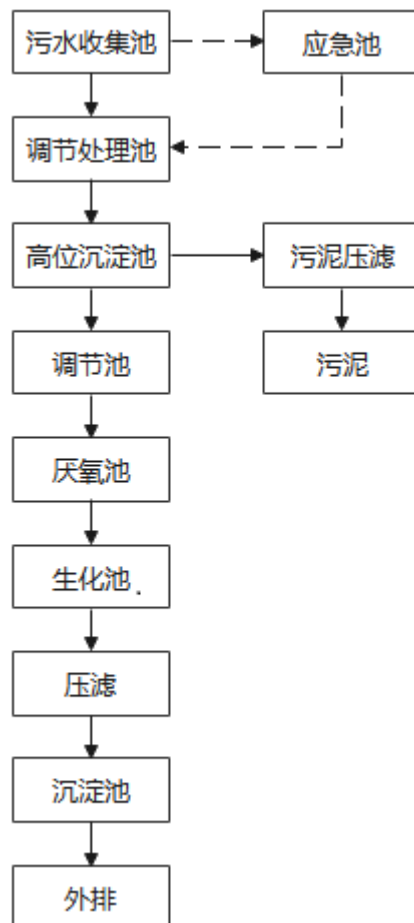 污水收集池
应急池
调节处理池
高位沉淀池
污泥压滤
调节池
污泥
厌氧池
生化池.
压滤
沉淀池
外排